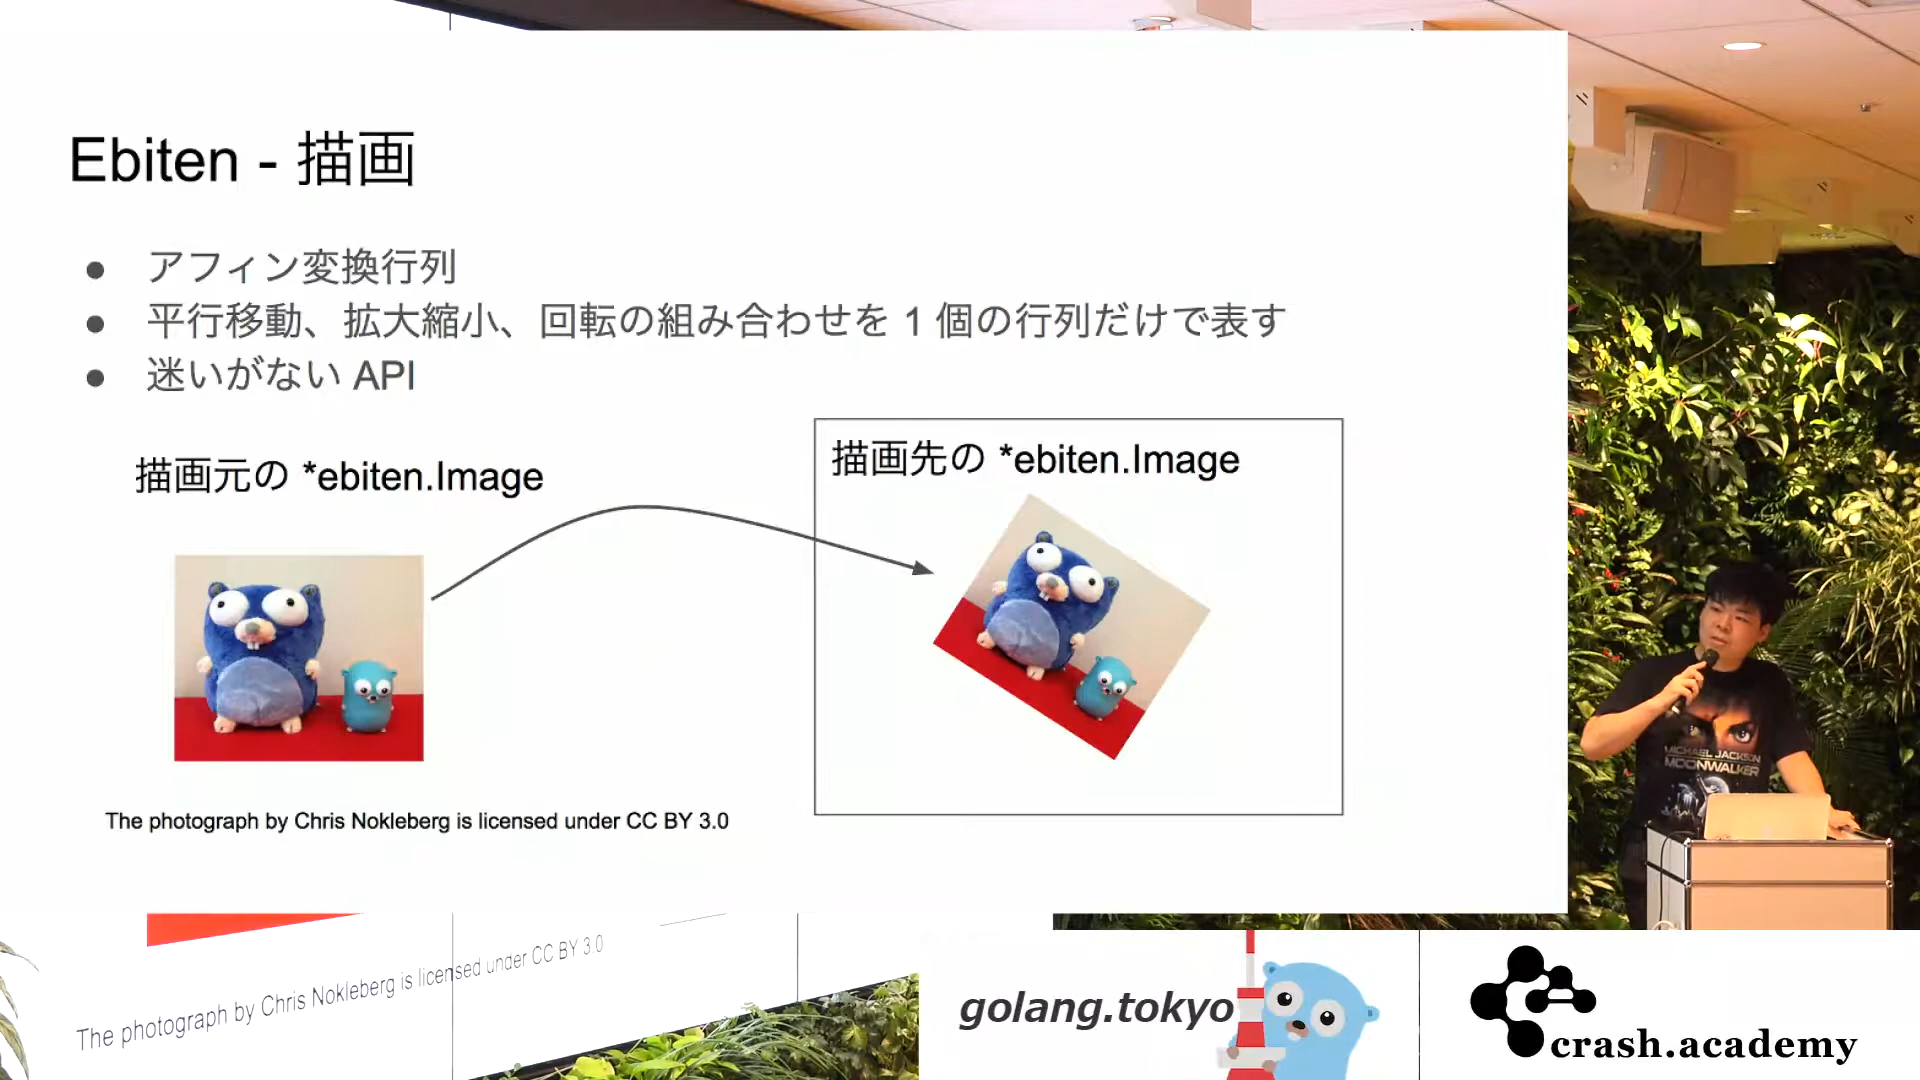 Ebiten - 描画
● アフィン変換行列
● 平行移動、拡大縮小、回転の組み合わせを 1 個の行列だけで表す
● 迷いがない API
描画元の *ebiten.Image
描画先の *ebiten.Image
The photograph by Chris Nokleberg is licensed under CC BY 3.0
MICHAEL JACKSON
MOONWALKER
The photograph by Chris Nokleberg is licensed under CC BY 3.0
golang.tokyo
crash.academy